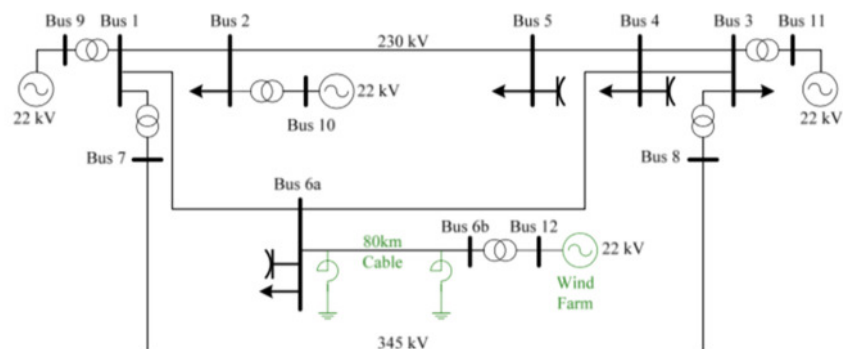 Bus 9 Bus 1 Bus 2 Bus 5 Bus 4 Bus 3 Bus 11
230 kV
22 kV
22 kV 22 kV
Bus 10
Bus 7 Bus 8
Bus 6a
Bus 6b Bus 12
80km
Cable
22 kV
Wind
Farm
345 kV